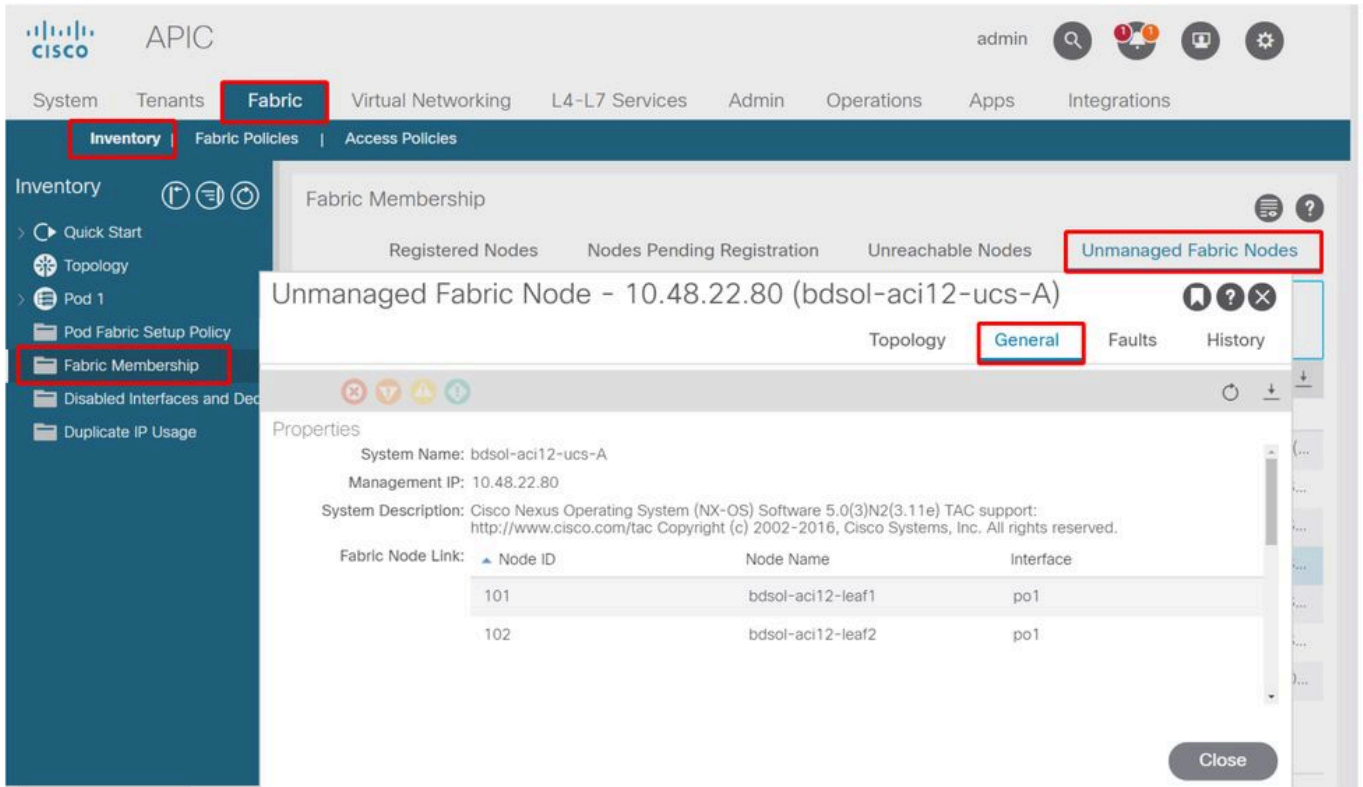 CISCO APIC admin 1 1
System Tenants Fabric Virtual Networking L4-L7 Services Admin Operations Apps Integrations
Inventory | Fabric Policies | Access Policies
Inventory
Quick Start
Topology
Pod 1
Pod Fabric Setup Policy
Fabric Membership
Disabled Interfaces and Dec
Duplicate IP Usage
Fabric Membership
Registered Nodes Nodes Pending Registration Unreachable Nodes Unmanaged Fabric Nodes
Unmanaged Fabric Node - 10.48.22.80 (bdsol-aci12-ucs-A)
Topology General Faults History
Properties
System Name: bdsol-aci12-ucs-A
Management IP: 10.48.22.80
System Description: Cisco Nexus Operating System (NX-OS) Software 5.0(3)N2(3.11e) TAC support:
http://www.cisco.com/tac Copyright (c) 2002-2016, Cisco Systems, Inc. All rights reserved.
Fabric Node Link: Node ID Node Name Interface
101 bdsol-aci12-leaf1 po1
102 bdsol-aci12-leaf2 po1
Close